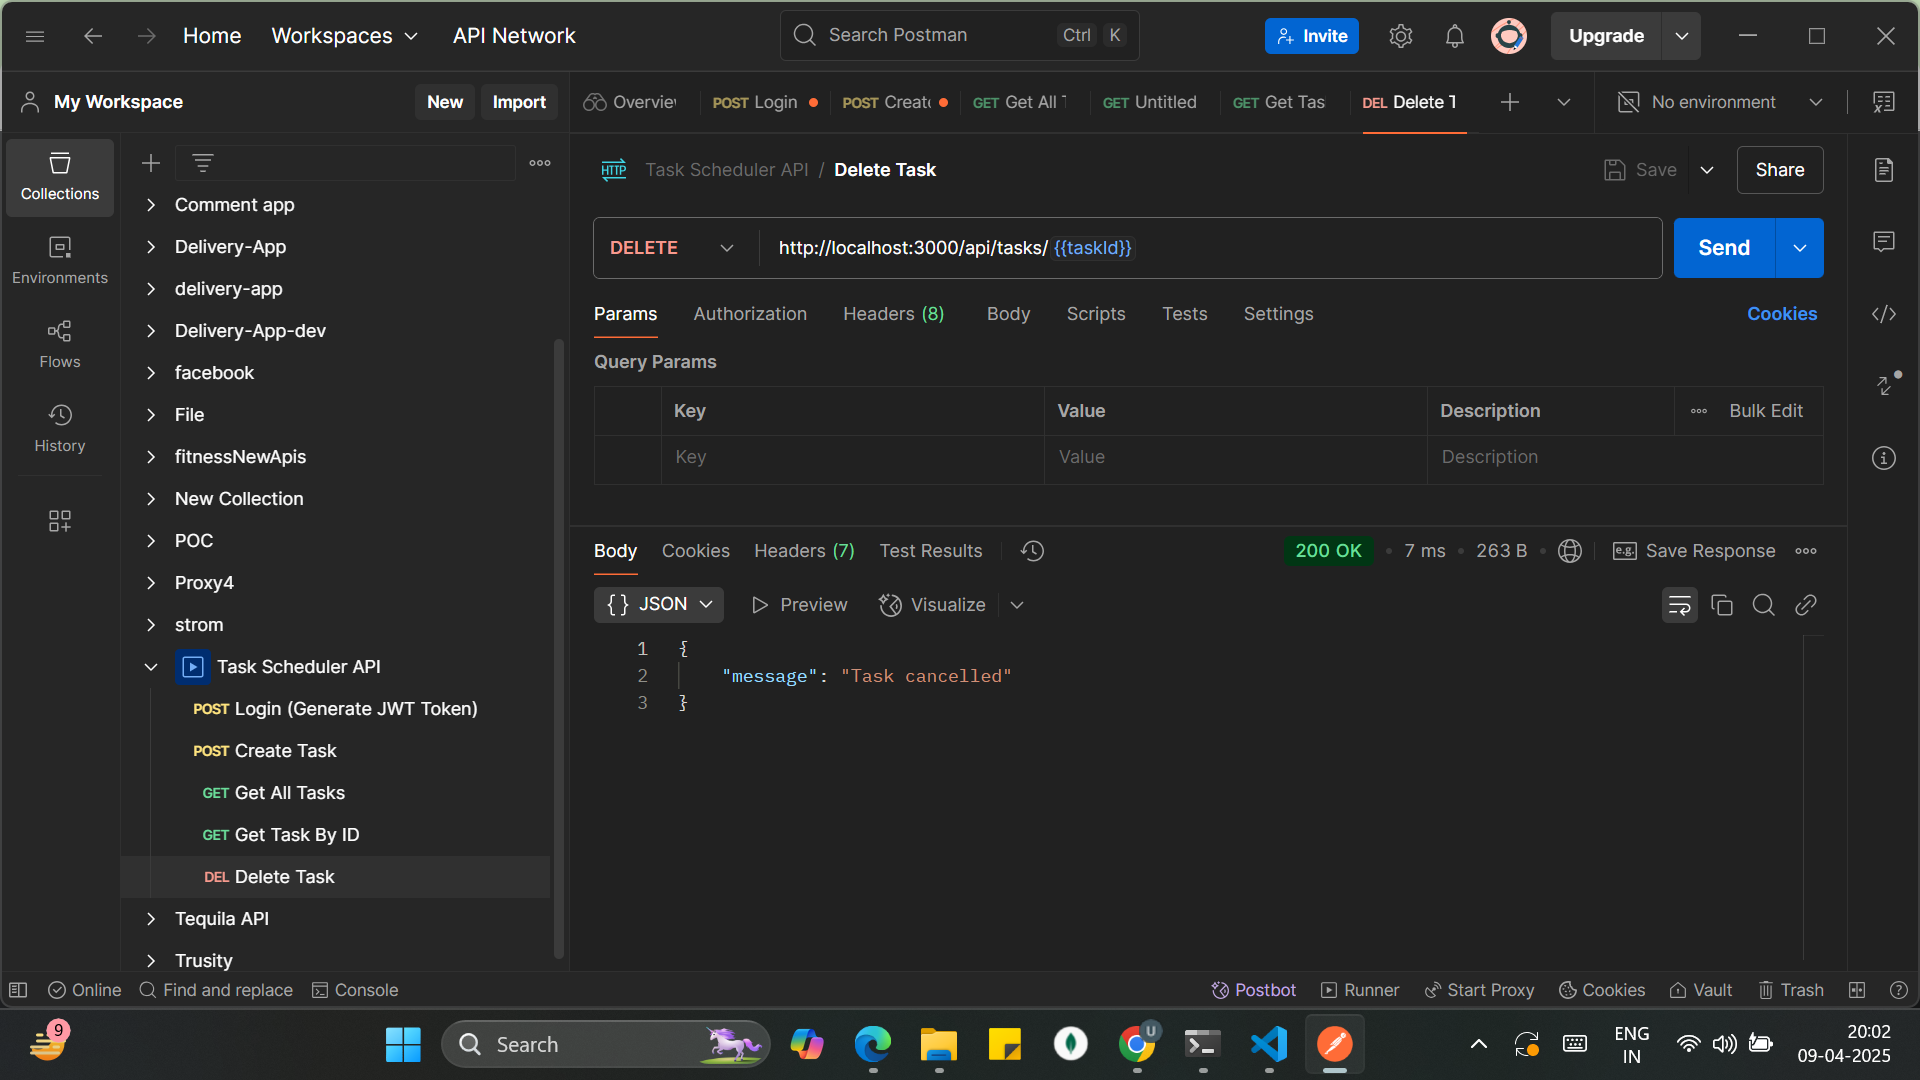 Home
Workspaces
API Network
Search Postman
Ctrl K
Invite
Upgrade
My Workspace
New
Import
Overvie
POST Login
POST Creat
GET Get All T
GET Untitled
GET Get Tas
DEL Delete T
No environment
Collections
Environments
Flows
History
Comment app
Delivery-App
delivery-app
Delivery-App-dev
facebook
File
fitnessNewApis
New Collection
POC
Proxy4
strom
Task Scheduler API
POST Login (Generate JWT Token)
POST Create Task
GET Get All Tasks
GET Get Task By ID
DEL Delete Task
Tequila API
Trusity
HTTP Task Scheduler API / Delete Task
Save
Share
DELETE
http://localhost:3000/api/tasks/{{taskId}}
Send
Params
Authorization
Headers (8)
Body
Scripts
Tests
Settings
Cookies
Query Params
Key
Value
Description
Bulk Edit
Key
Value
Description
Body
Cookies
Headers (7)
Test Results
200 OK
7 ms
263 B
e.g. Save Response
{} JSON
Preview
Visualize
1 {
2 "message": "Task cancelled"
3 }
Online
Find and replace
Console
Postbot
Runner
Start Proxy
Cookies
Vault
Trash
9
Search
U
ENG
IN
20:02
09-04-2025